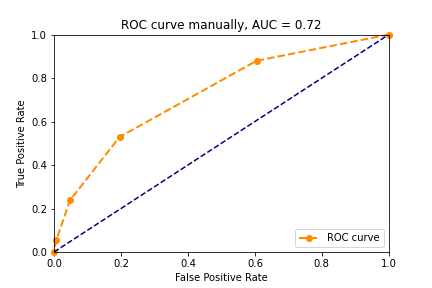 ROC curve manually, AUC = 0.72
True Positive Rate
1.0
0.8
0.6
0.4
0.2
0.0
ROC curve
0.0 0.2 0.4 0.6 0.8 1.0
False Positive Rate